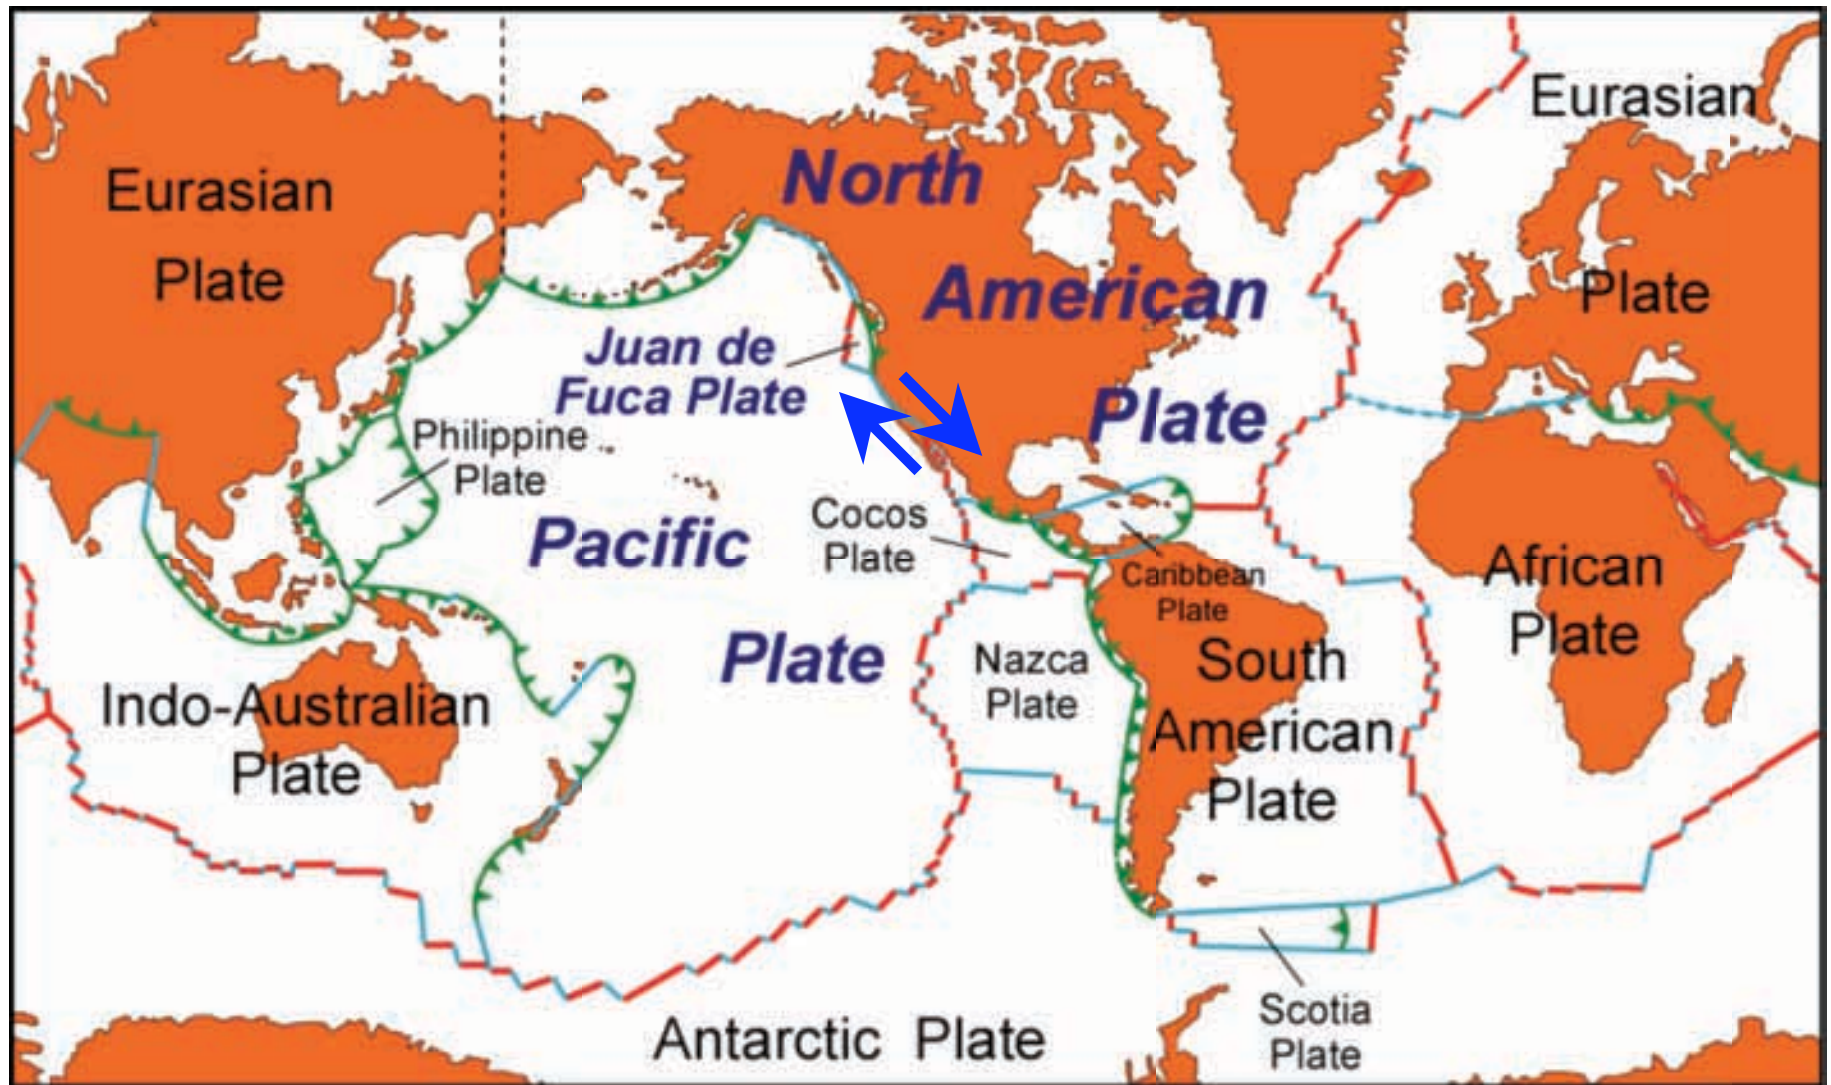 Eurasian
Plate
North
American
Plate
Eurasian
Plate
Juan de
Fuca Plate
Philippine
Plate
Pacific
Plate
Cocos
Plate
Caribbean
Plate
African
Plate
Nazca
Plate
South
American
Plate
Indo-Australian
Plate
Antarctic Plate
Scotia
Plate